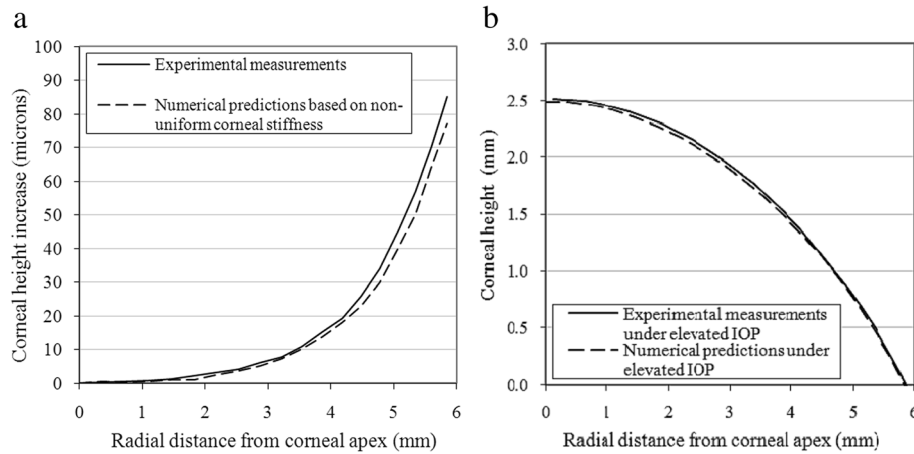 a
100
90
80
70
60
50
40
30
20
10
0
0 1 2 3 4 5 6
Corneal height increase (microns)
Radial distance from corneal apex (mm)
Experimental measurements
Numerical predictions based on non-
uniform corneal stiffness
b
3.0
2.5
2.0
1.5
1.0
0.5
0.0
0 1 2 3 4 5 6
Corneal height (mm)
Radial distance from corneal apex (mm)
Experimental measurements
under elevated IOP
Numerical predictions under
elevated IOP